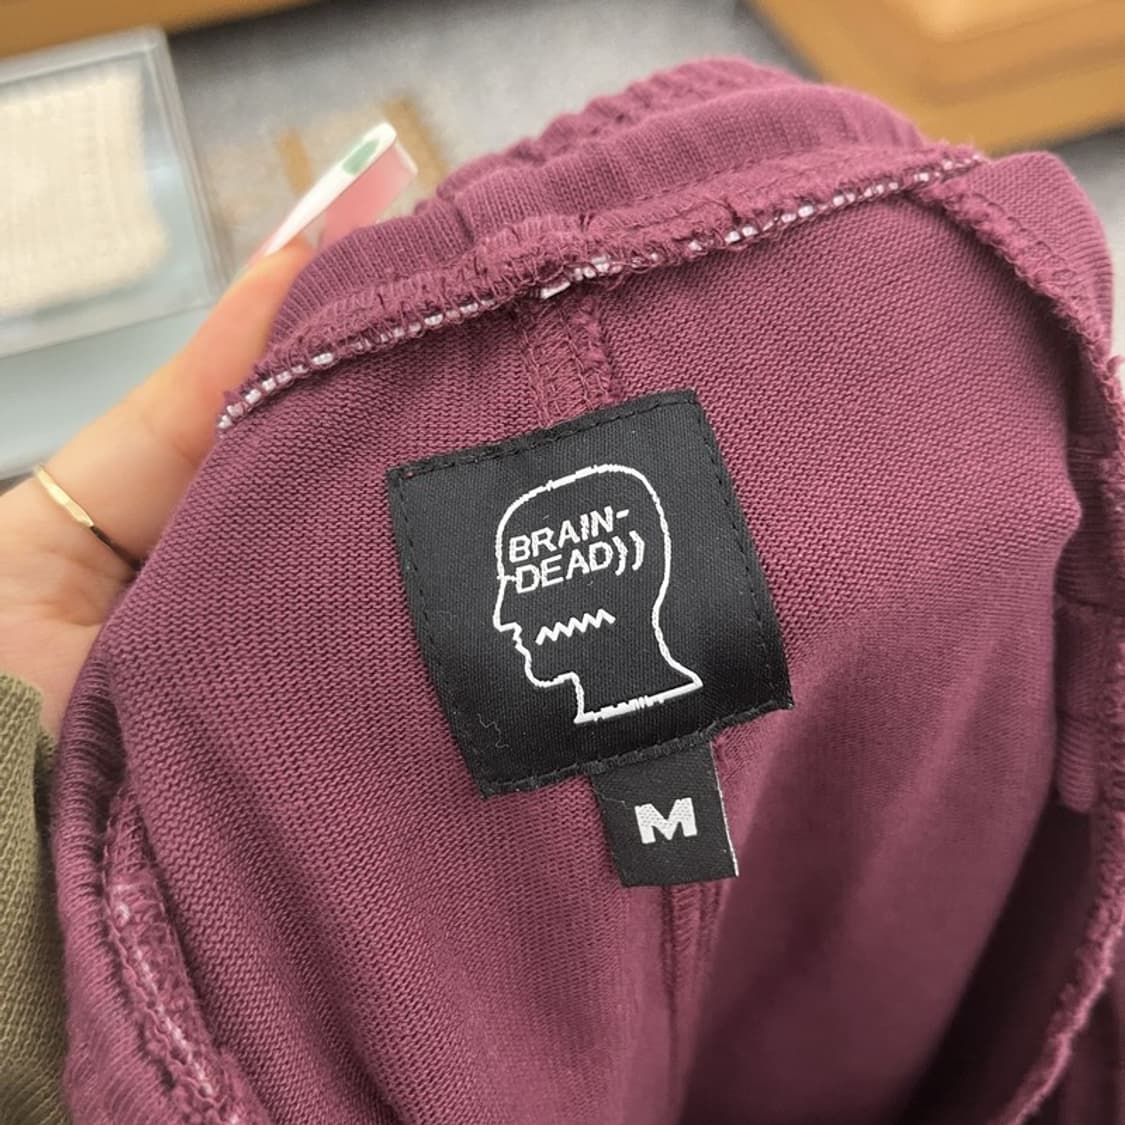 BRAIN-
-DEAD))
M